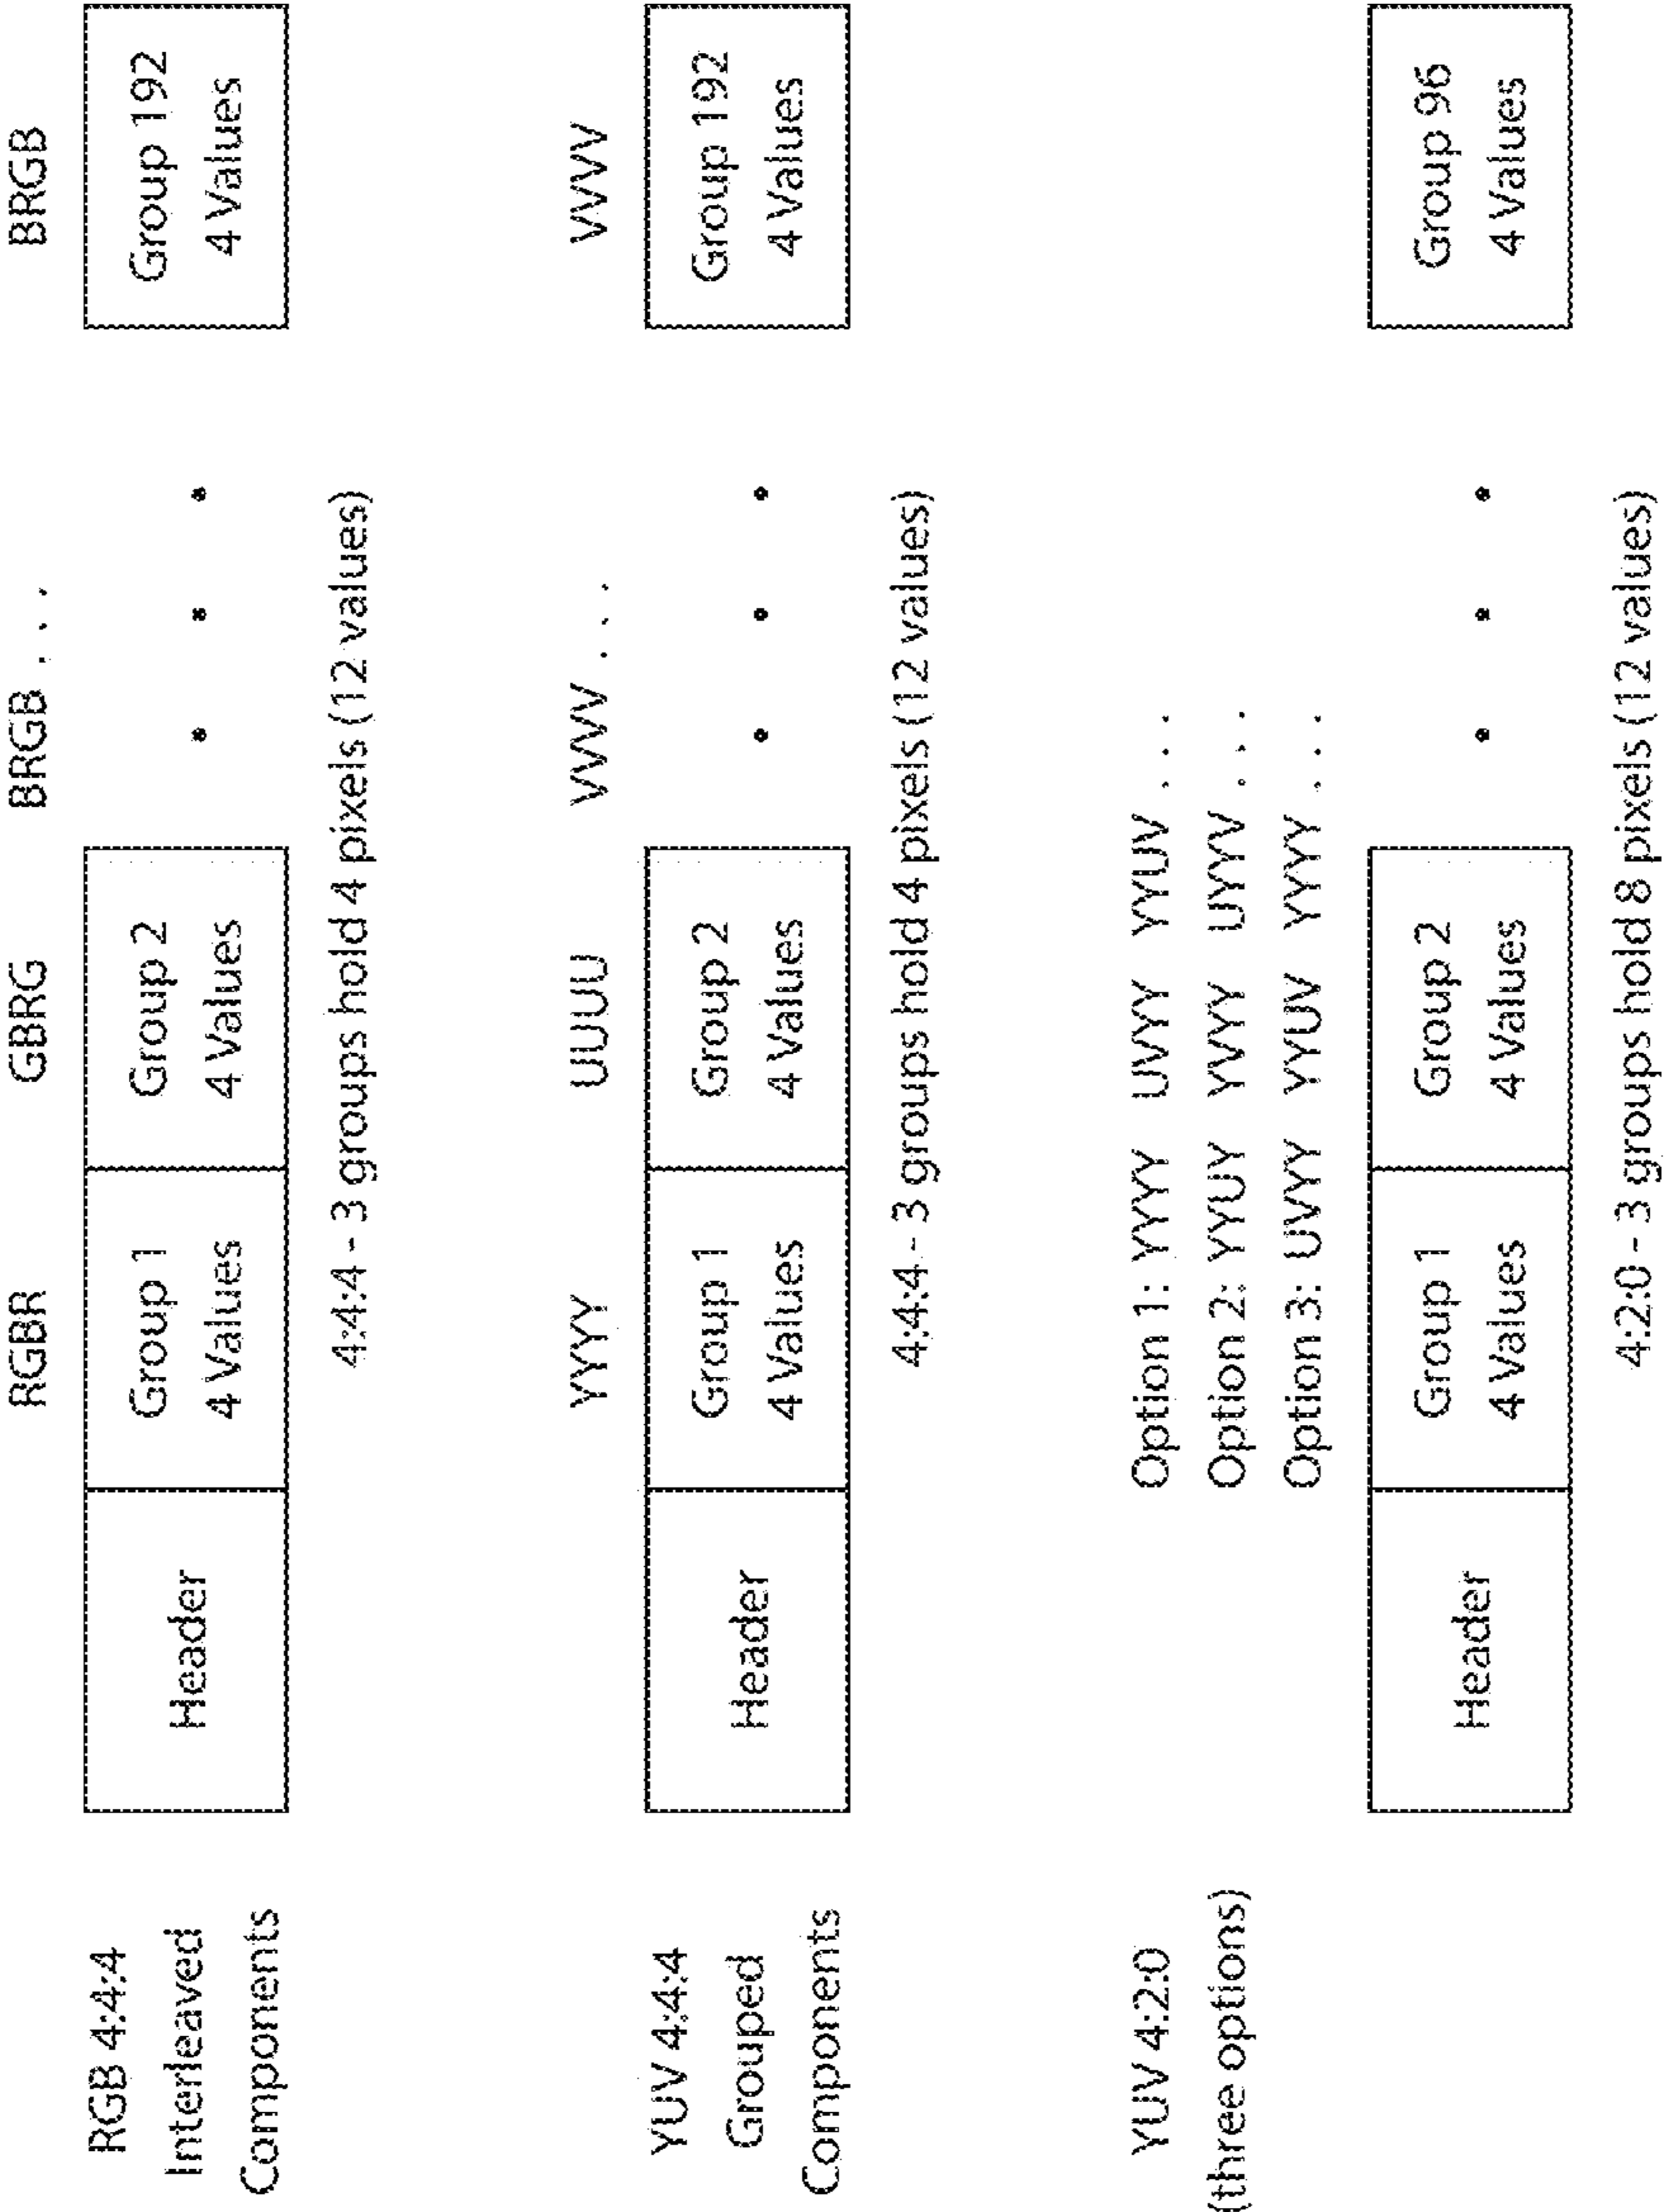 RGBR GBRG BRGB . . . BRGB
RGB 4:4:4
Interleaved
Components
Header
Group 1
4 Values
Group 2
4 Values
• • •
Group 192
4 Values
4:4:4 - 3 groups hold 4 pixels (12 values)
YYYY UUUU VVVV . . . VVVV
YUV 4:4:4
Grouped
Components
Header
Group 1
4 Values
Group 2
4 Values
• • •
Group 192
4 Values
4:4:4 - 3 groups hold 4 pixels (12 values)
YUV 4:2:0
(three options)
Option 1: YYYY UVYY YYUV . . .
Option 2: YYUY YVYY UYYV . . .
Option 3: UVYY YYUV YYYY . . .
Header
Group 1
4 Values
Group 2
4 Values
• • •
Group 96
4 Values
4:2:0 - 3 groups hold 8 pixels (12 values)